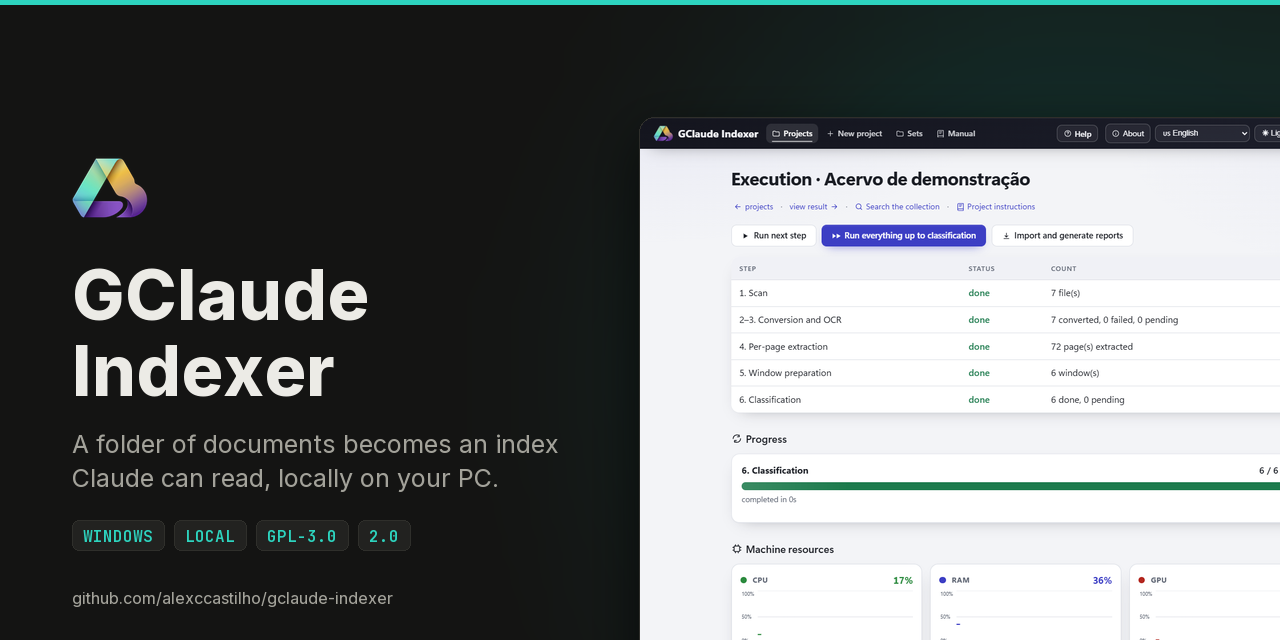 GClaude
Indexer
A folder of documents becomes an index
Claude can read, locally on your PC.
WINDOWS LOCAL GPL-3.0 2.0
github.com/alexccastilho/gclaude-indexer
GClaude Indexer Projects + New project Sets Manual Help About us English
Execution · Acervo de demonstração
← projects · view result → · Search the collection · Project instructions
Run next step Run everything up to classification Import and generate reports
STEP STATUS COUNT
1. Scan done 7 file(s)
2–3. Conversion and OCR done 7 converted, 0 failed, 0 pending
4. Per-page extraction done 72 page(s) extracted
5. Window preparation done 6 window(s)
6. Classification done 6 done, 0 pending
Progress
6. Classification 6 / 6
completed in 0s
Machine resources
CPU 17% RAM 36% GPU
100% 100% 100%
50% 50% 50%